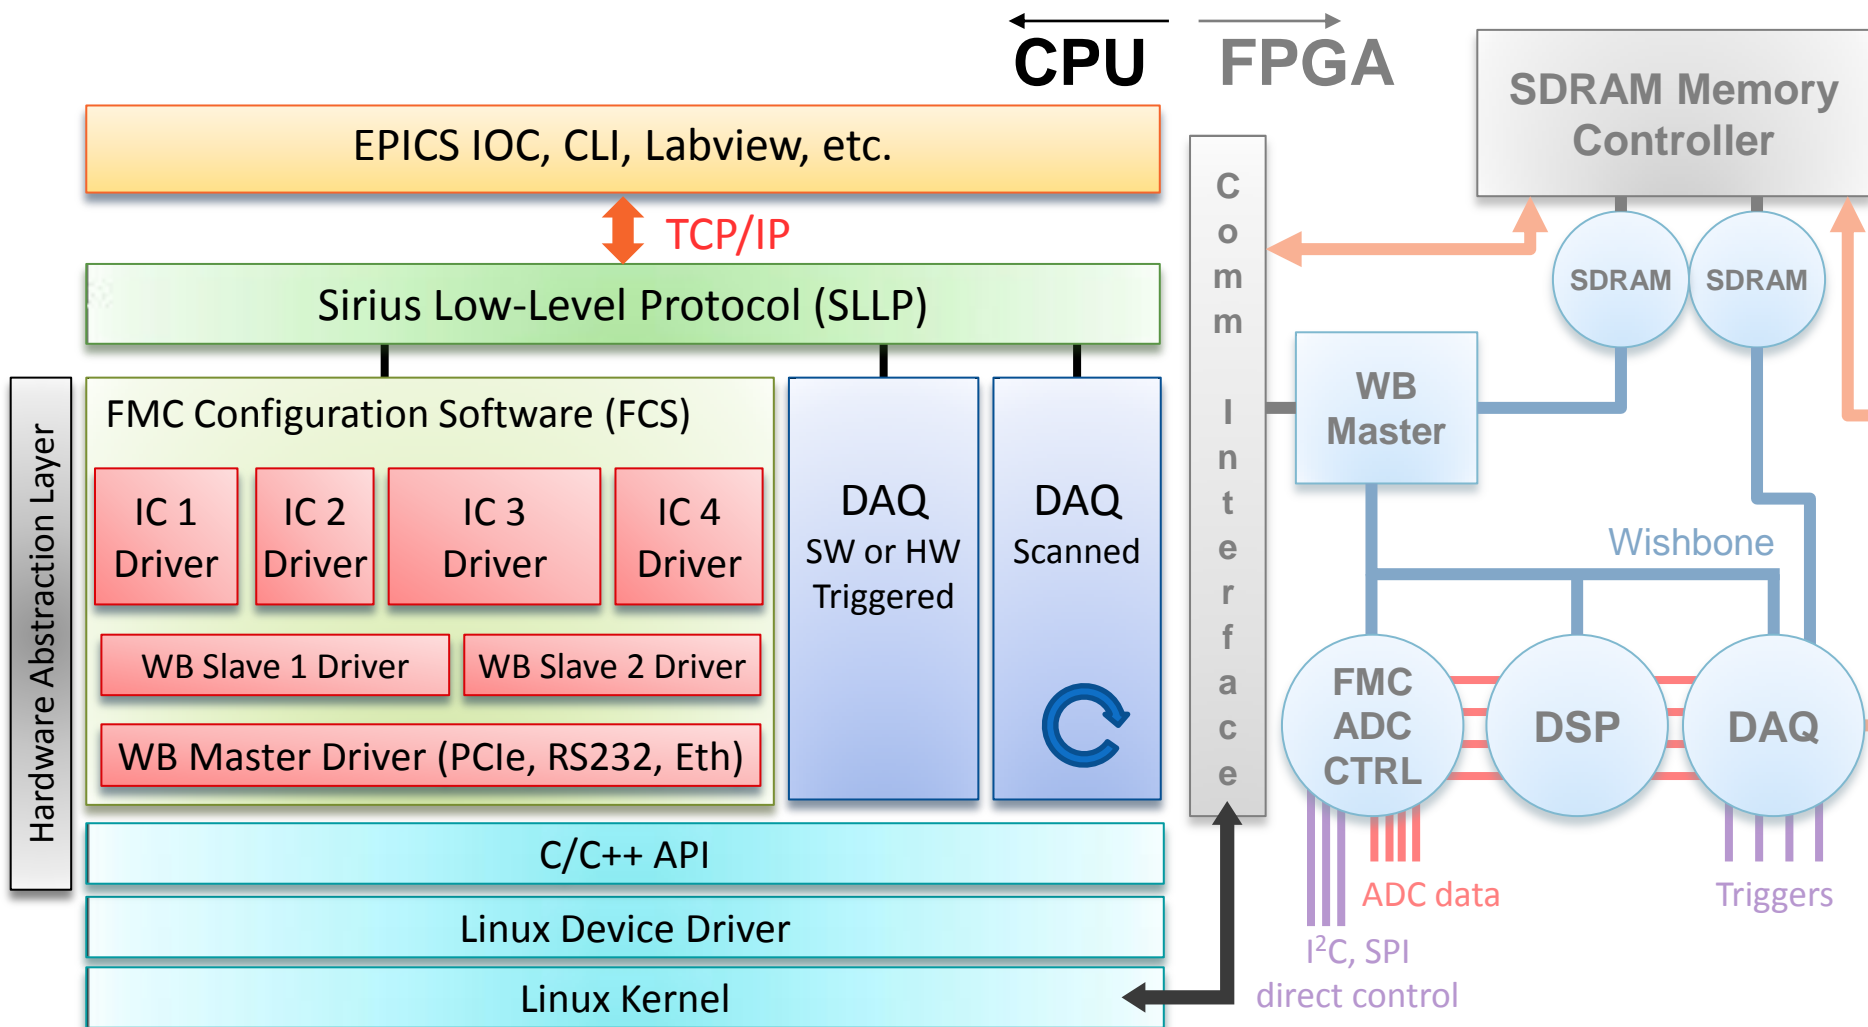 CPU
FPGA
SDRAM Memory
Controller
EPICS IOC, CLI, Labview, etc.
TCP/IP
Sirius Low-Level Protocol (SLLP)
Hardware Abstraction Layer
FMC Configuration Software (FCS)
IC 1
Driver
IC 2
Driver
IC 3
Driver
IC 4
Driver
WB Slave 1 Driver
WB Slave 2 Driver
WB Master Driver (PCIe, RS232, Eth)
DAQ
SW or HW
Triggered
DAQ
Scanned
C/C++ API
Linux Device Driver
Linux Kernel
Comm Interface
SDRAM
SDRAM
WB
Master
Wishbone
FMC
ADC
CTRL
DSP
DAQ
ADC data
Triggers
I²C, SPI
direct control